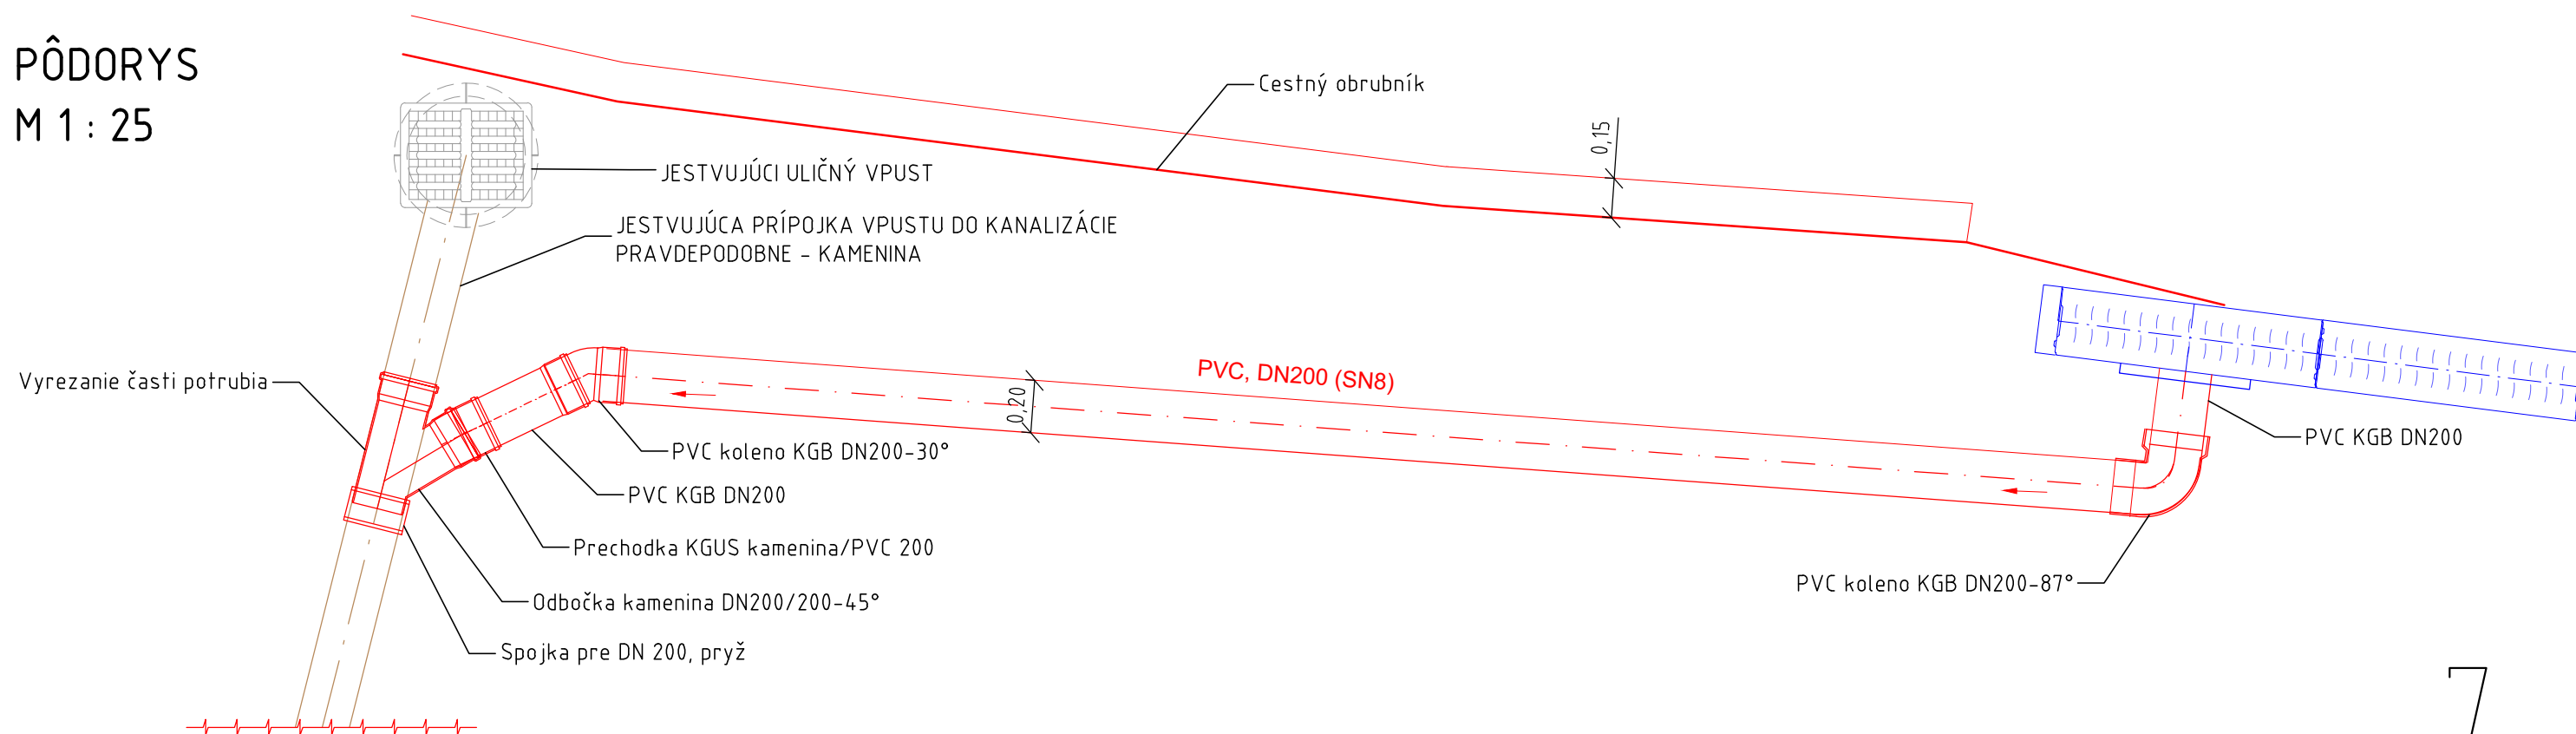 PÔDORYS
M 1 : 25
Cestný obrubník
0,15
JESTVUJÚCI ULIČNÝ VPUST
JESTVUJÚCA PRÍPOJKA VPUSTU DO KANALIZÁCIE
PRAVDEPODOBNE - KAMENINA
Vyrezanie časti potrubia
PVC, DN200 (SN8)
0,20
PVC koleno KGB DN200-30°
PVC KGB DN200
PVC KGB DN200
Prechodka KGUS kamenina/PVC 200
PVC koleno KGB DN200-87°
Odbočka kamenina DN200/200-45°
Spojka pre DN 200, pryž